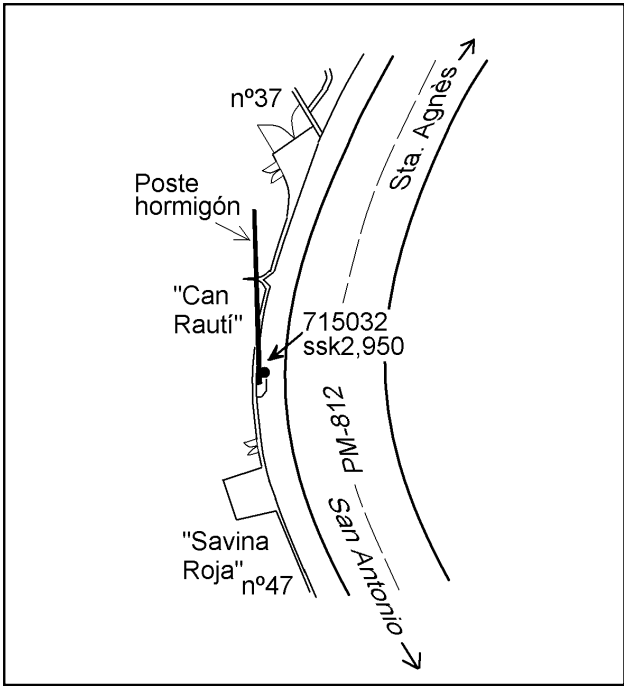 Sta. Agnès
nº37
Poste
hormigón
"Can
Rautí"
715032
ssk2,950
PM-812
San Antonio
"Savina
Roja"
nº47